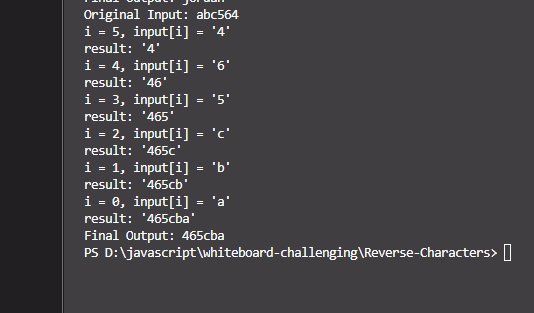 Final Output: jordan
Original Input: abc564
i = 5, input[i] = '4'
result: '4'
i = 4, input[i] = '6'
result: '46'
i = 3, input[i] = '5'
result: '465'
i = 2, input[i] = 'c'
result: '465c'
i = 1, input[i] = 'b'
result: '465cb'
i = 0, input[i] = 'a'
result: '465cba'
Final Output: 465cba
PS D:\javascript\whiteboard-challenging\Reverse-Characters>